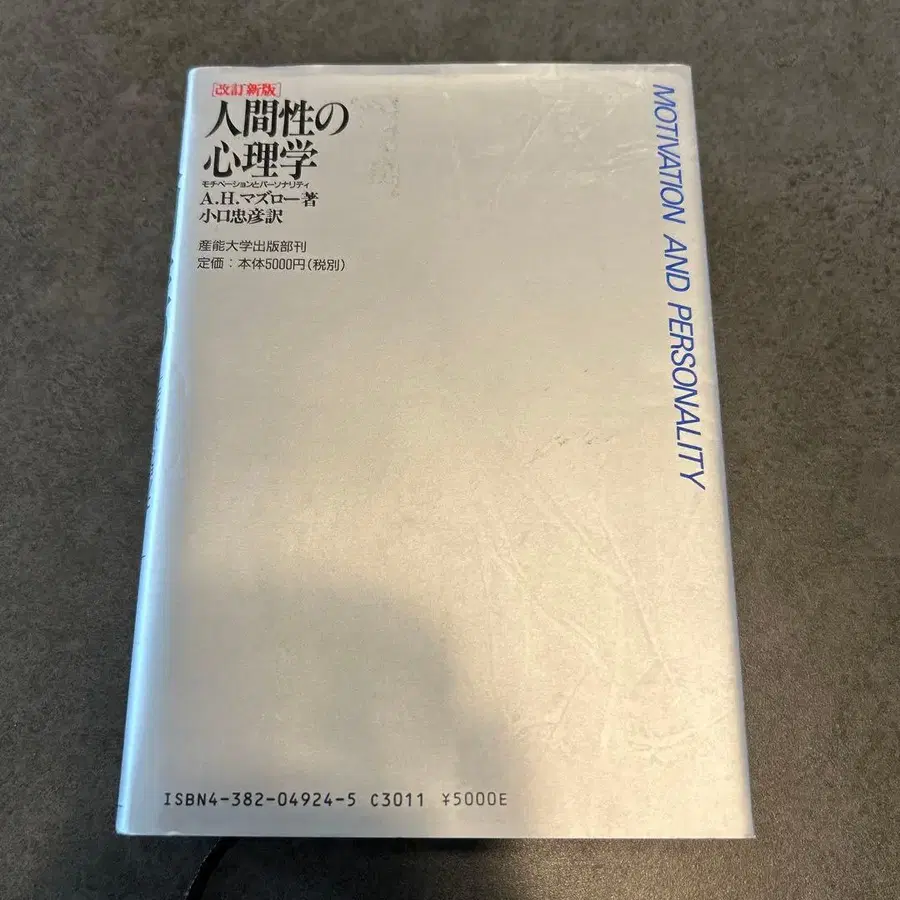 [改訂新版]
人間性の
心理学
モチベーションとパーソナリティ
A.H.マズロー著
小口忠彦訳
産能大学出版部刊
定価：本体5000円(税別)
MOTIVATION AND PERSONALITY
ISBN4-382-04924-5 C3011 ¥5000E